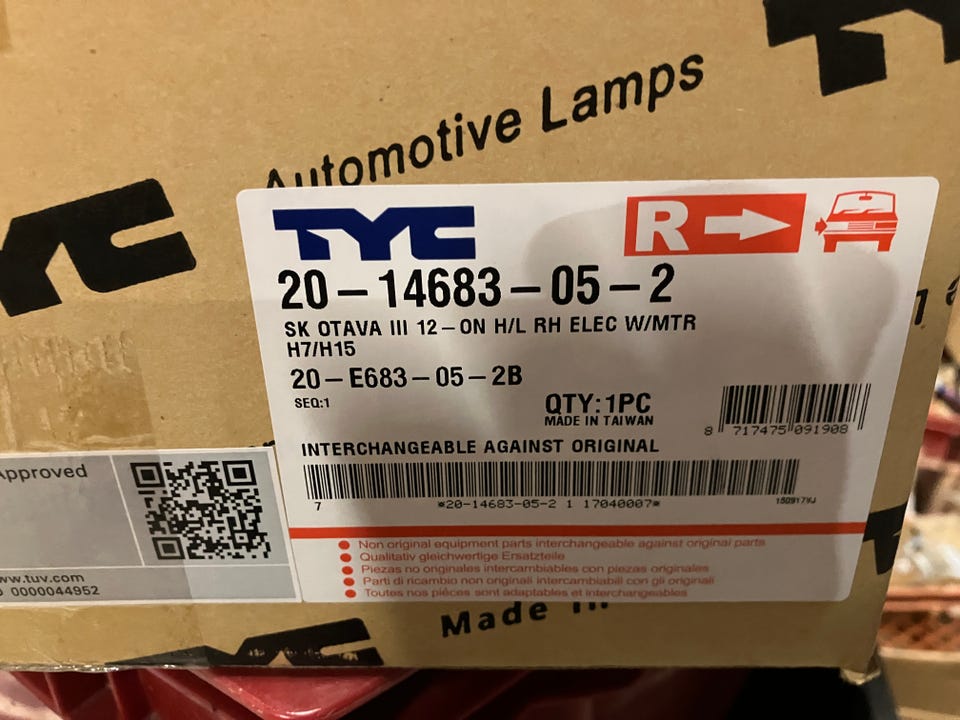 TYC
Automotive Lamps
TYC
TYC
R
20-14683-05-2
SK OTAVA III 12-ON H/L RH ELEC W/MTR
H7/H15
20-E683-05-2B
SEQ:1
QTY:1PC
MADE IN TAIWAN
8 717475 091908
INTERCHANGEABLE AGAINST ORIGINAL
7 *20-14683-05-2 1 17040007*
Approved
www.tuv.com
0000044952
Non original equipment parts interchangeable against original parts
Qualitativ gleichwertige Ersatzteile
Piezas no originales intercambiables con piezas originales
Parti di ricambio non originali intercambiabili con gli originali
Toutes nos pièces sont adaptables et interchangeables
Made in
TYC